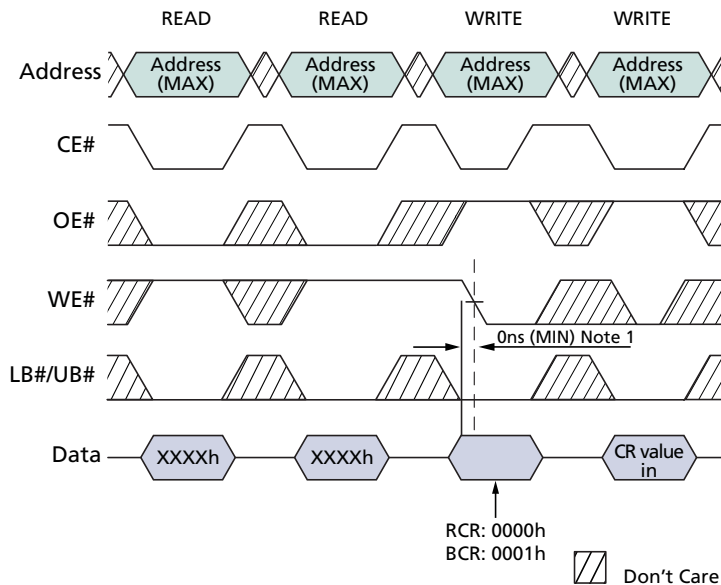 READ READ WRITE WRITE
Address Address (MAX) Address (MAX) Address (MAX) Address (MAX)
CE#
OE#
WE#
0ns (MIN) Note 1
LB#/UB#
Data XXXXh XXXXh CR value in
RCR: 0000h
BCR: 0001h
Don't Care